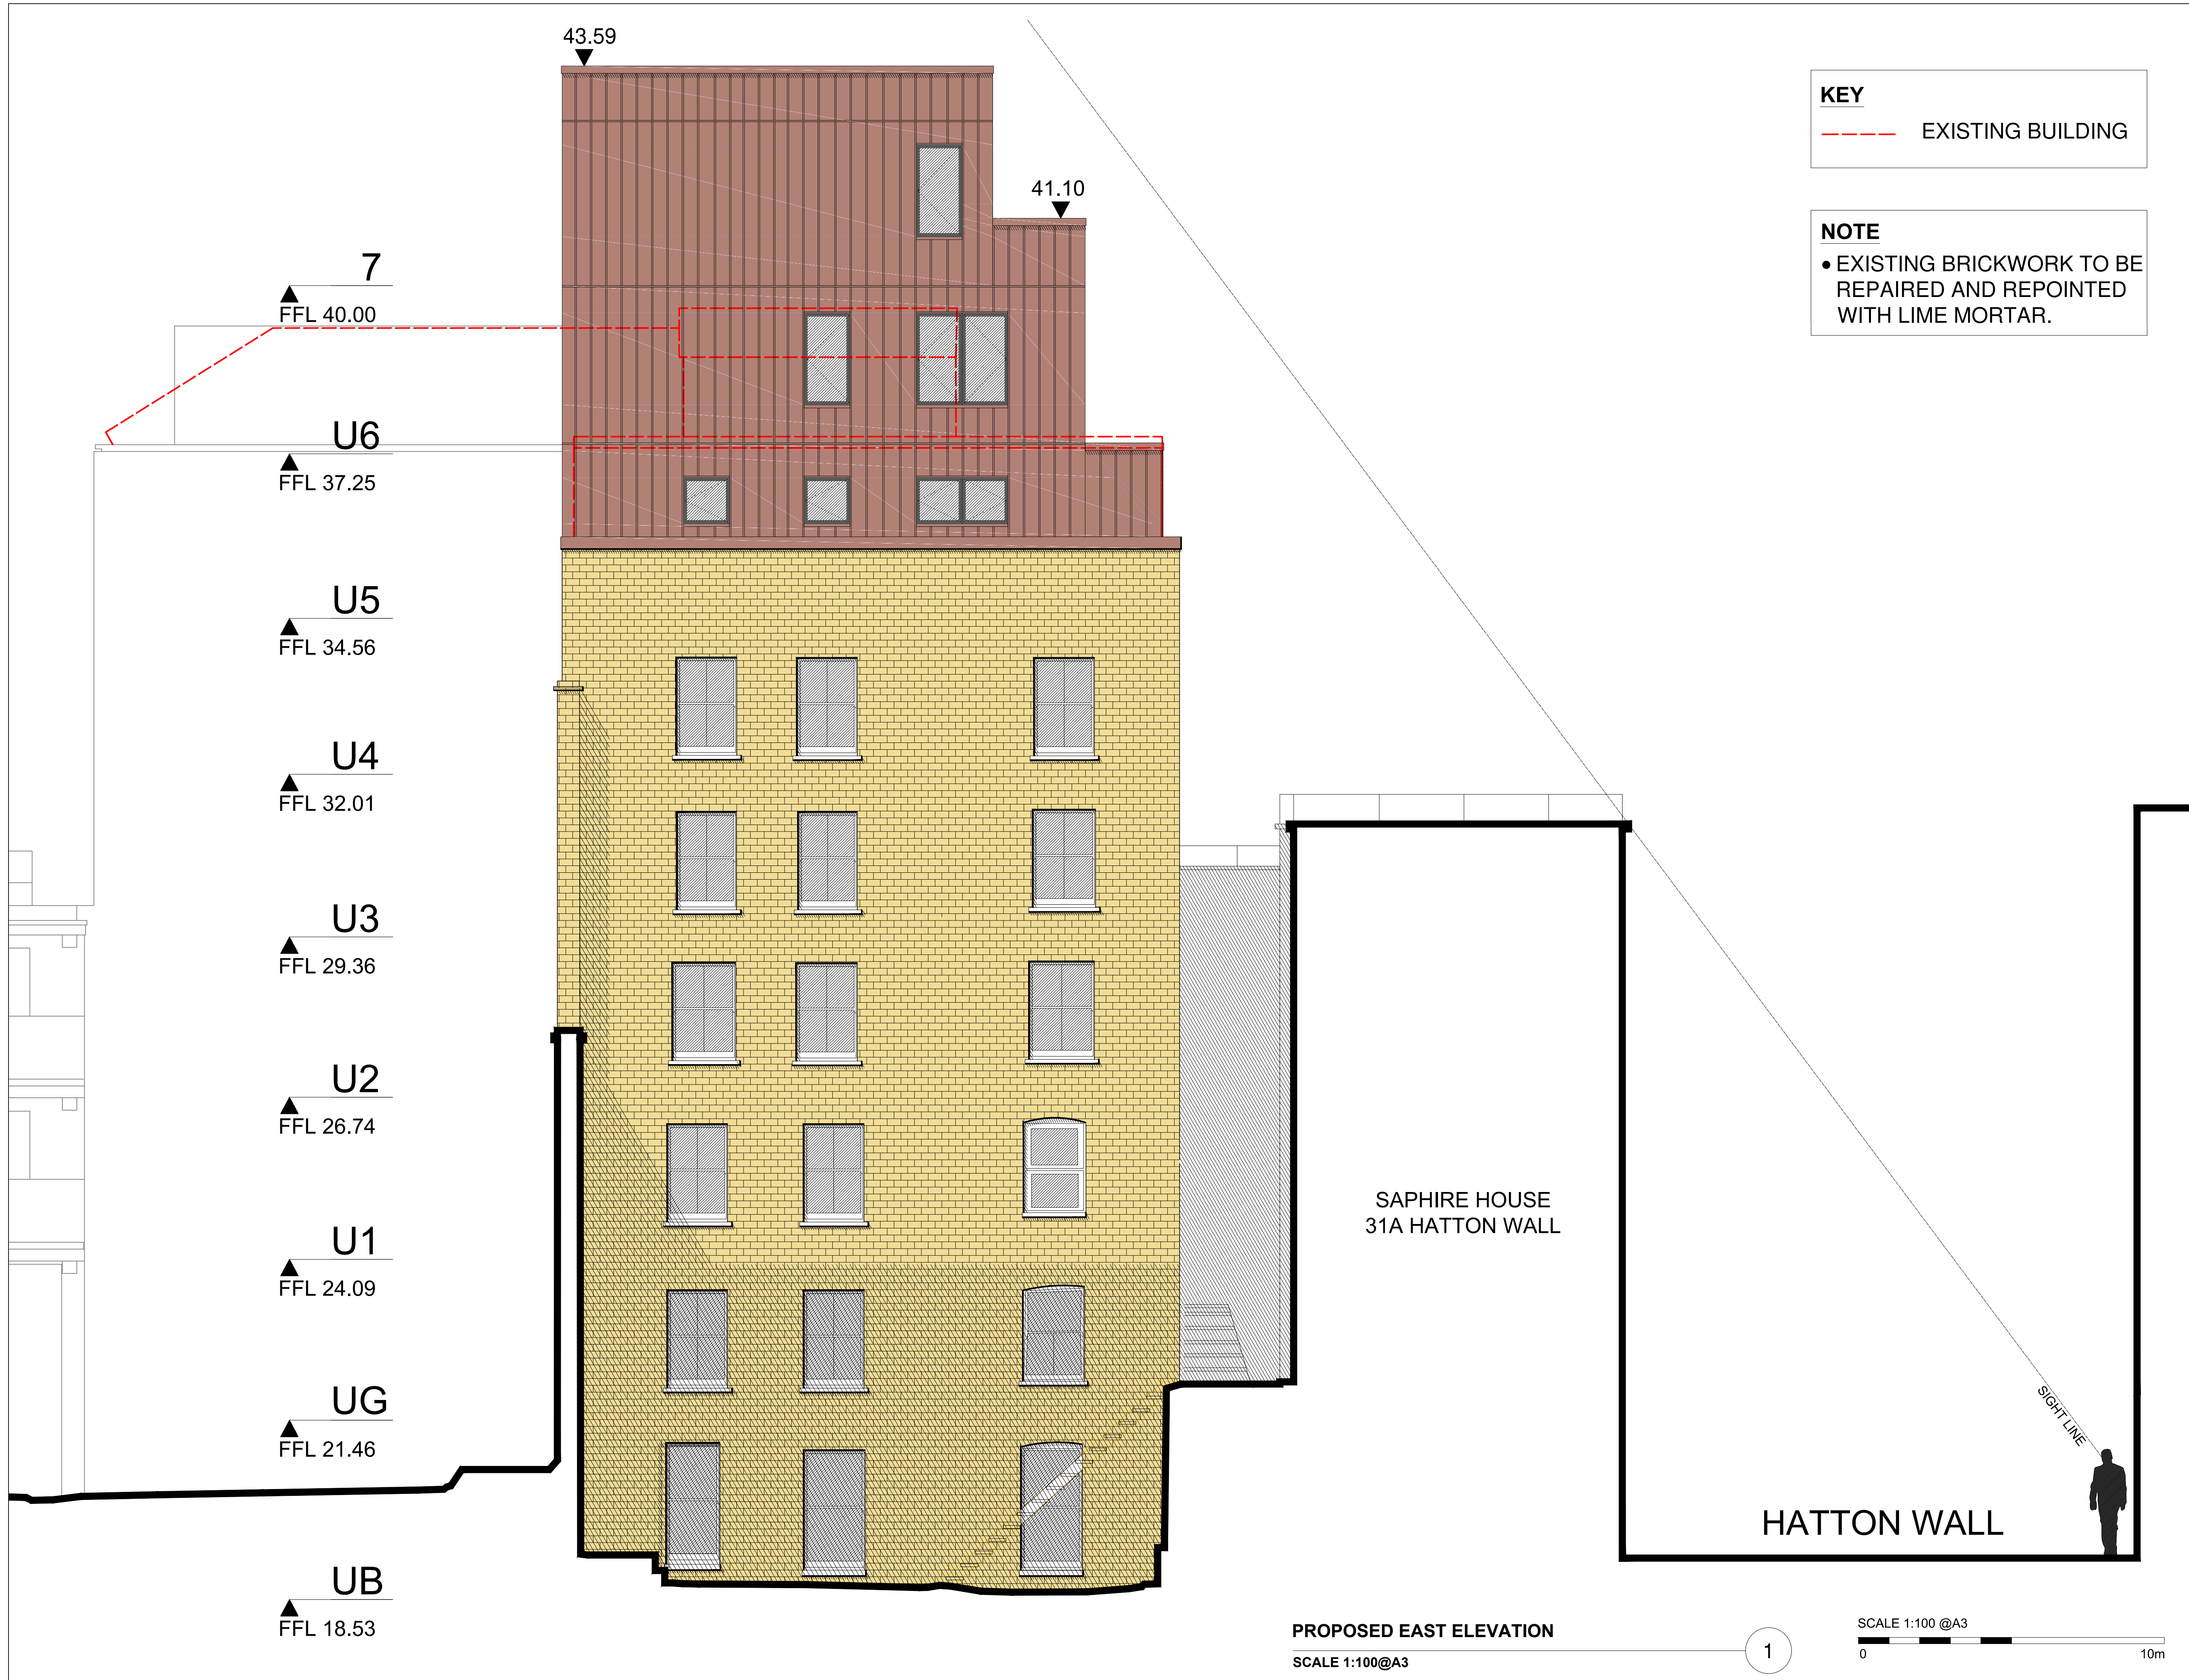 43.59
41.10
KEY
EXISTING BUILDING
NOTE
• EXISTING BRICKWORK TO BE
REPAIRED AND REPOINTED
WITH LIME MORTAR.
7
FFL 40.00
U6
FFL 37.25
U5
FFL 34.56
U4
FFL 32.01
U3
FFL 29.36
U2
FFL 26.74
U1
FFL 24.09
UG
FFL 21.46
UB
FFL 18.53
SAPHIRE HOUSE
31A HATTON WALL
SIGHT LINE
HATTON WALL
PROPOSED EAST ELEVATION
SCALE 1:100@A3
1
SCALE 1:100 @A3
0 10m